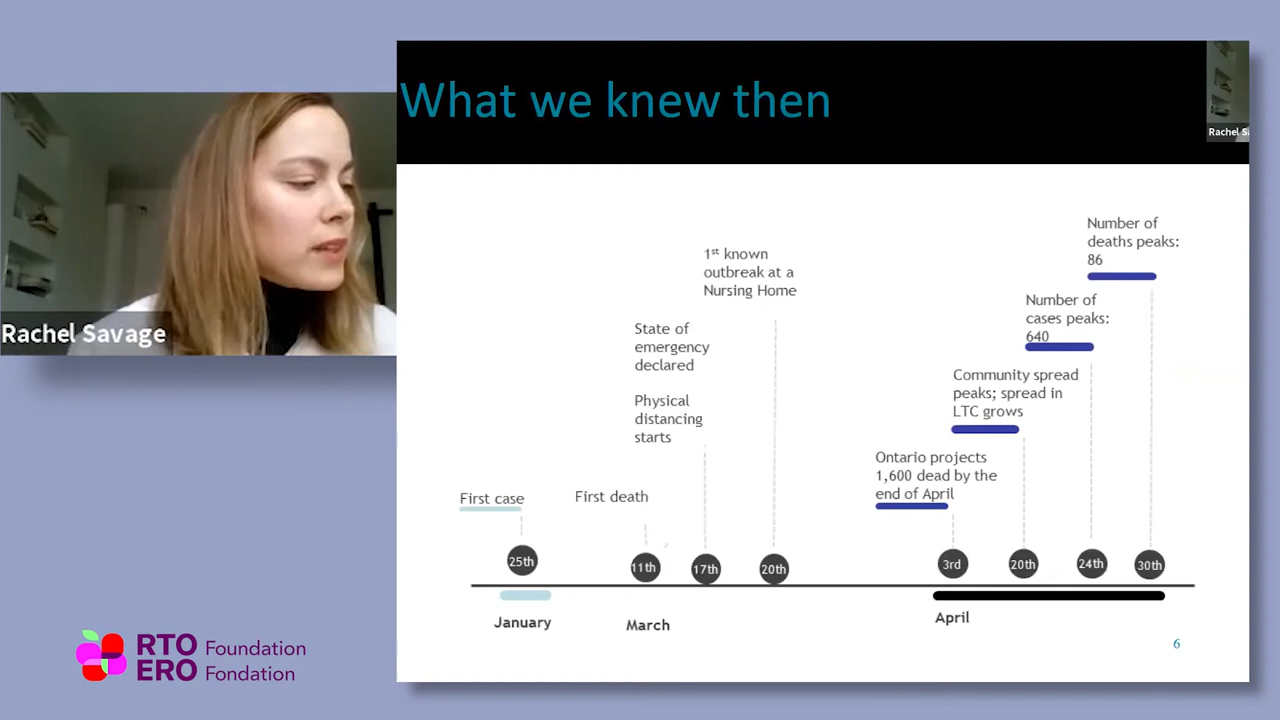 What we knew then
Rachel S
Rachel Savage
Number of
deaths peaks:
86
1st known
outbreak at a
Nursing Home
Number of
cases peaks:
640
State of
emergency
declared
Community spread
peaks; spread in
LTC grows
Physical
distancing
starts
Ontario projects
1,600 dead by the
end of April
First case
First death
25th
11th
17th
20th
3rd
20th
24th
30th
January
March
April
6
RTO
ERO
Foundation
Fondation